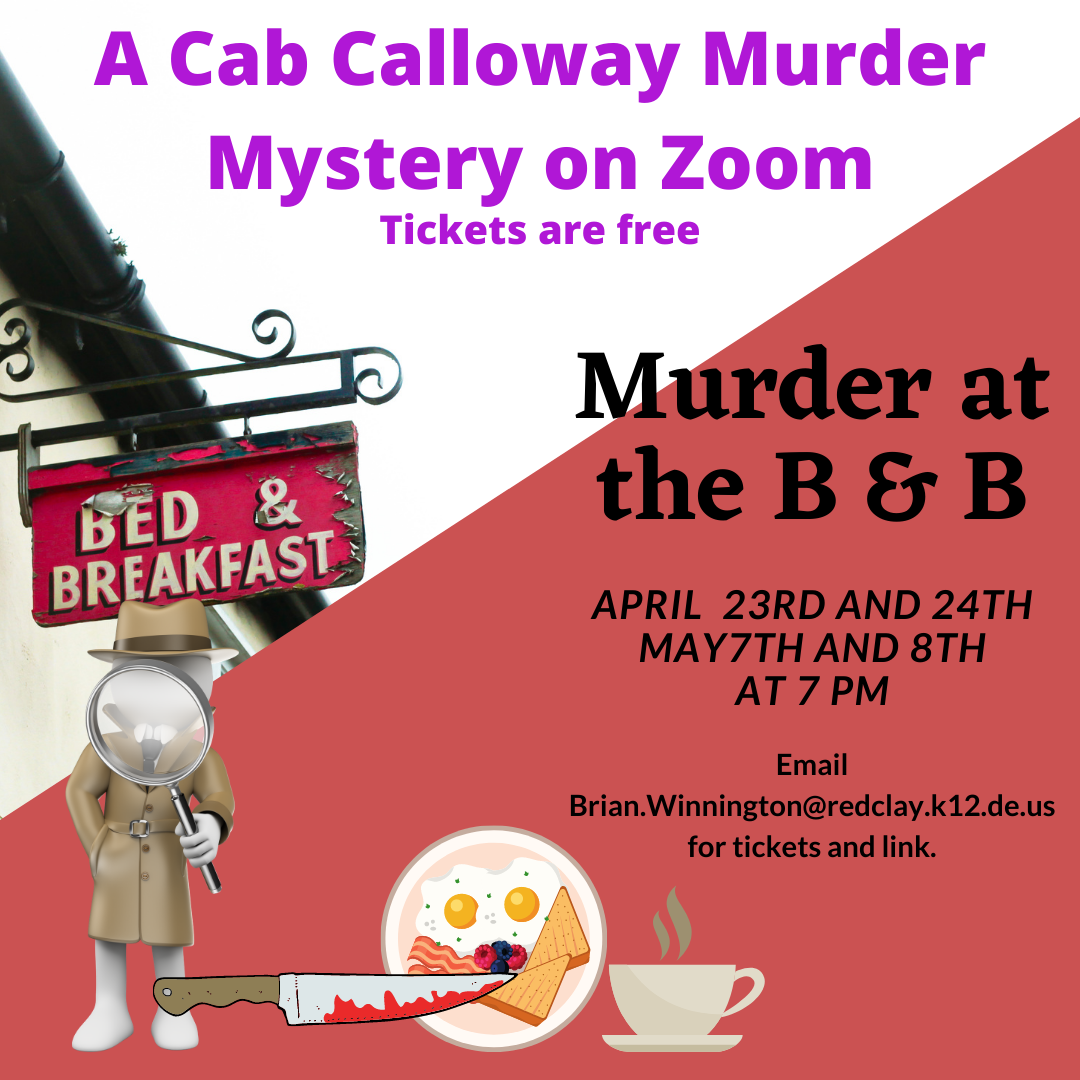 A Cab Calloway Murder
Mystery on Zoom
Tickets are free
BED &
BREAKFAST
Murder at
the B & B
APRIL 23RD AND 24TH
MAY7TH AND 8TH
AT 7 PM
Email
Brian.Winnington@redclay.k12.de.us
for tickets and link.